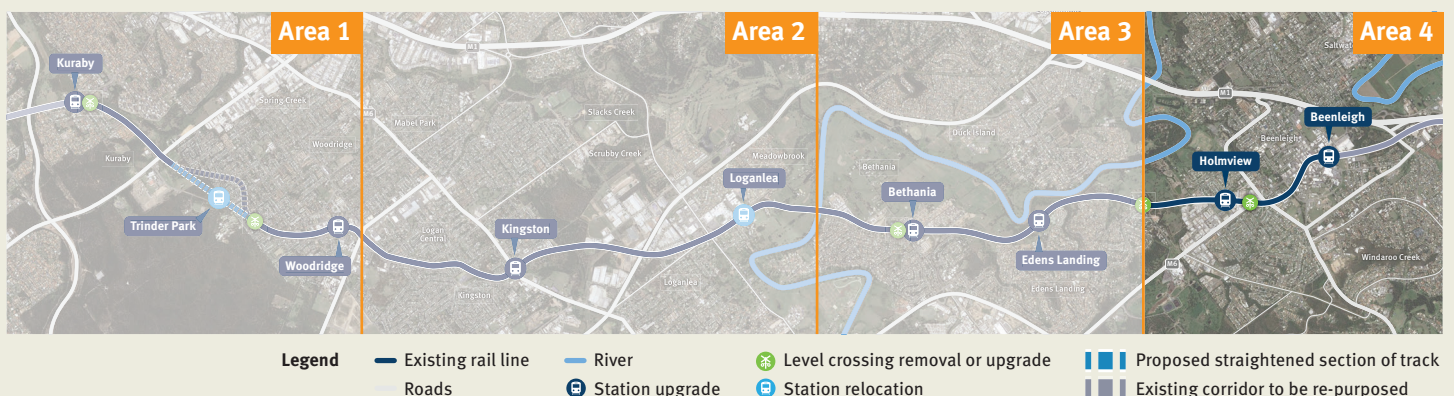 Area 1
Area 2
Area 3
Area 4
Kuraby
Spring Creek
Woodridge
Kuraby
Trinder Park
Woodridge
M1
M6
Mabel Park
Slacks Creek
Scrubby Creek
Meadowbrook
Loganlea
Kingston
Logan
Central
Kingston
Loganlea
Duck Island
Bethania
Bethania
Edens Landing
Edens Landing
M1
Beenleigh
Beenleigh
Holmview
M6
Windaroo Creek
Legend
Existing rail line
River
Level crossing removal or upgrade
Proposed straightened section of track
Roads
Station upgrade
Station relocation
Existing corridor to be re-purposed